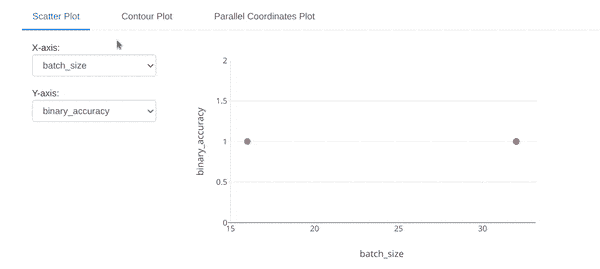 Scatter Plot Contour Plot Parallel Coordinates Plot
X-axis:
batch_size
Y-axis:
binary_accuracy
binary_accuracy
2
1.5
1
0.5
0
15 20 25 30
batch_size